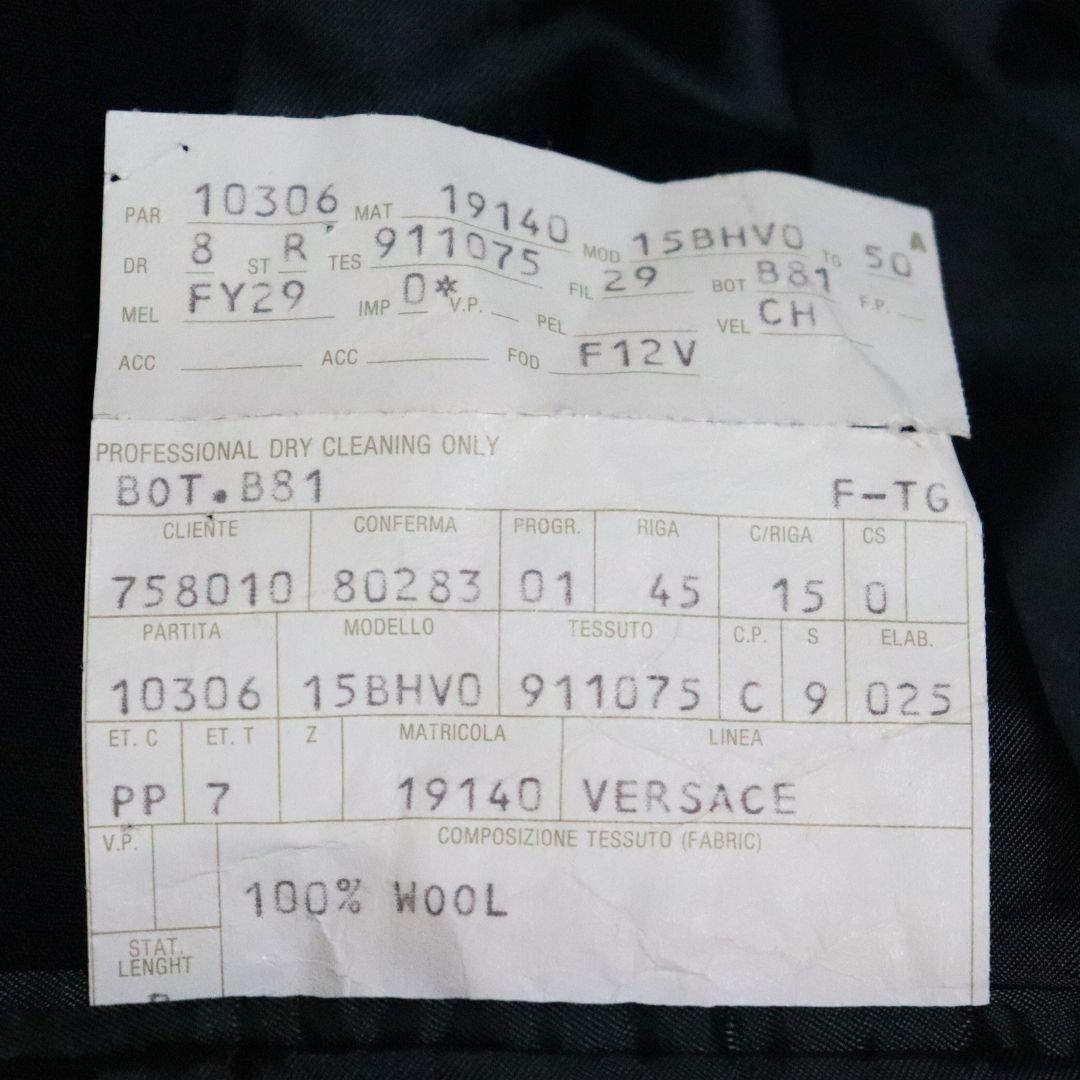 PAR 10306 MAT 19140 MOD 15BHV0 TG 50 A
DR 8 ST R TES 911075 FIL 29 BOT B81 F.P.
MEL FY29 IMP 0* V.P. PEL VEL CH
ACC ACC FOD F12V
PROFESSIONAL DRY CLEANING ONLY
BOT.B81 F-TG
CLIENTE CONFERMA PROGR. RIGA C/RIGA CS
758010 80283 01 45 15 0
PARTITA MODELLO TESSUTO C.P. S ELAB.
10306 15BHV0 911075 C 9 025
ET. C ET. T Z MATRICOLA LINEA
PP 7 19140 VERSACE
V.P. COMPOSIZIONE TESSUTO (FABRIC)
100% WOOL
STAT.
LENGHT